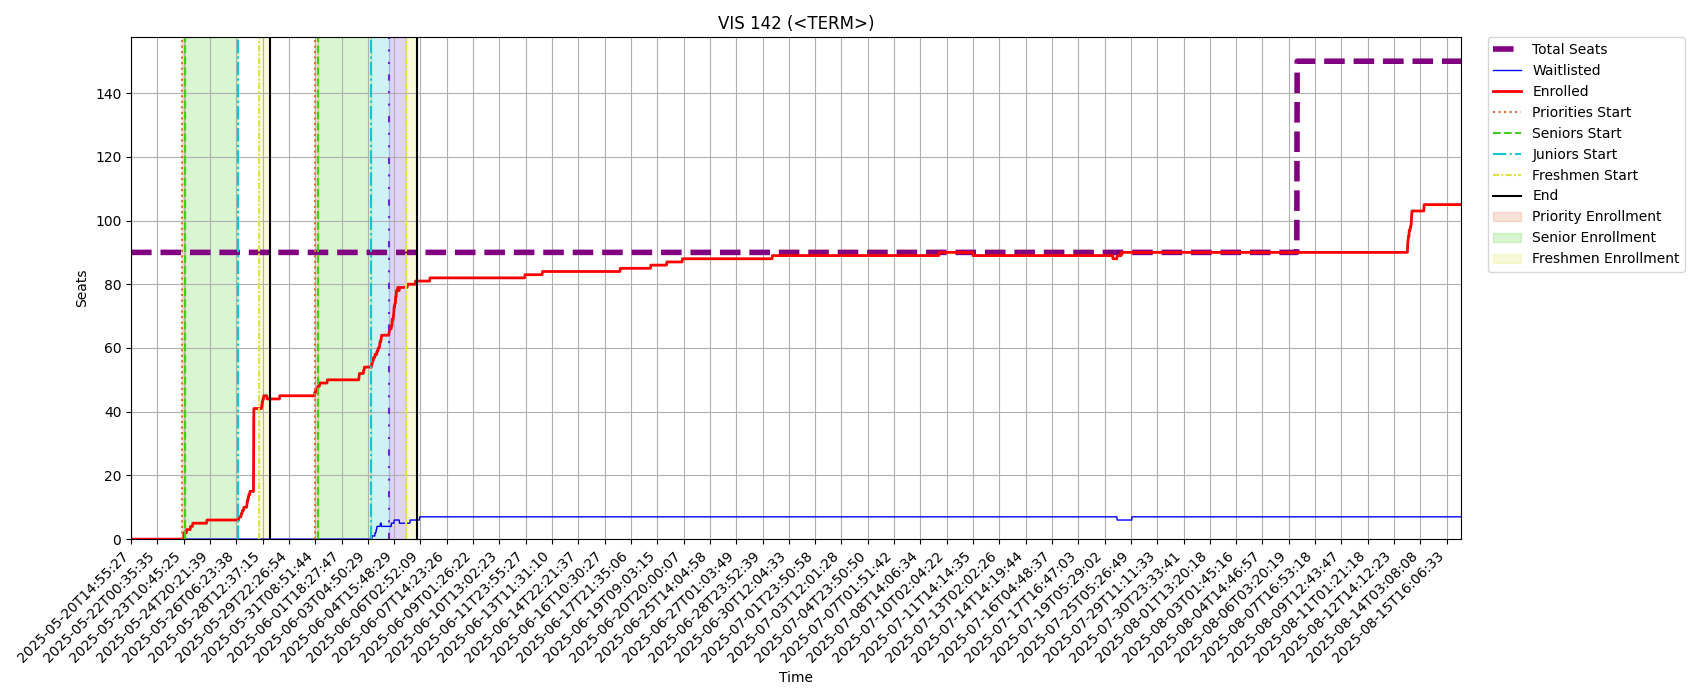 VIS 142 (<TERM>)
Total Seats
Waitlisted
Enrolled
Priorities Start
Seniors Start
Juniors Start
Freshmen Start
End
Priority Enrollment
Senior Enrollment
Freshmen Enrollment
Seats
140
120
100
80
60
40
20
0
2025-05-20T14:55:27
2025-05-22T00:35:35
2025-05-23T10:45:25
2025-05-24T20:21:39
2025-05-26T06:23:38
2025-05-28T12:37:15
2025-05-29T22:26:54
2025-05-31T08:51:44
2025-06-01T18:27:47
2025-06-03T04:50:29
2025-06-04T15:48:29
2025-06-06T02:52:09
2025-06-07T14:23:26
2025-06-09T01:26:22
2025-06-10T13:02:23
2025-06-11T23:55:27
2025-06-13T11:31:10
2025-06-14T22:21:37
2025-06-16T10:30:27
2025-06-17T21:35:06
2025-06-19T09:03:15
2025-06-20T20:00:07
2025-06-25T14:04:58
2025-06-27T01:03:49
2025-06-28T23:52:39
2025-06-30T12:04:33
2025-07-01T23:50:58
2025-07-03T12:01:28
2025-07-04T23:50:50
2025-07-07T01:51:42
2025-07-08T14:06:34
2025-07-10T02:04:22
2025-07-11T14:14:35
2025-07-13T02:02:26
2025-07-14T14:19:44
2025-07-16T04:48:37
2025-07-17T16:47:03
2025-07-19T05:29:02
2025-07-25T05:26:49
2025-07-29T11:11:33
2025-07-30T23:33:41
2025-08-01T13:20:18
2025-08-03T01:45:16
2025-08-04T14:46:57
2025-08-06T03:20:19
2025-08-07T16:53:18
2025-08-09T12:43:47
2025-08-11T01:21:18
2025-08-12T14:12:23
2025-08-14T03:08:08
2025-08-15T16:06:33
Time